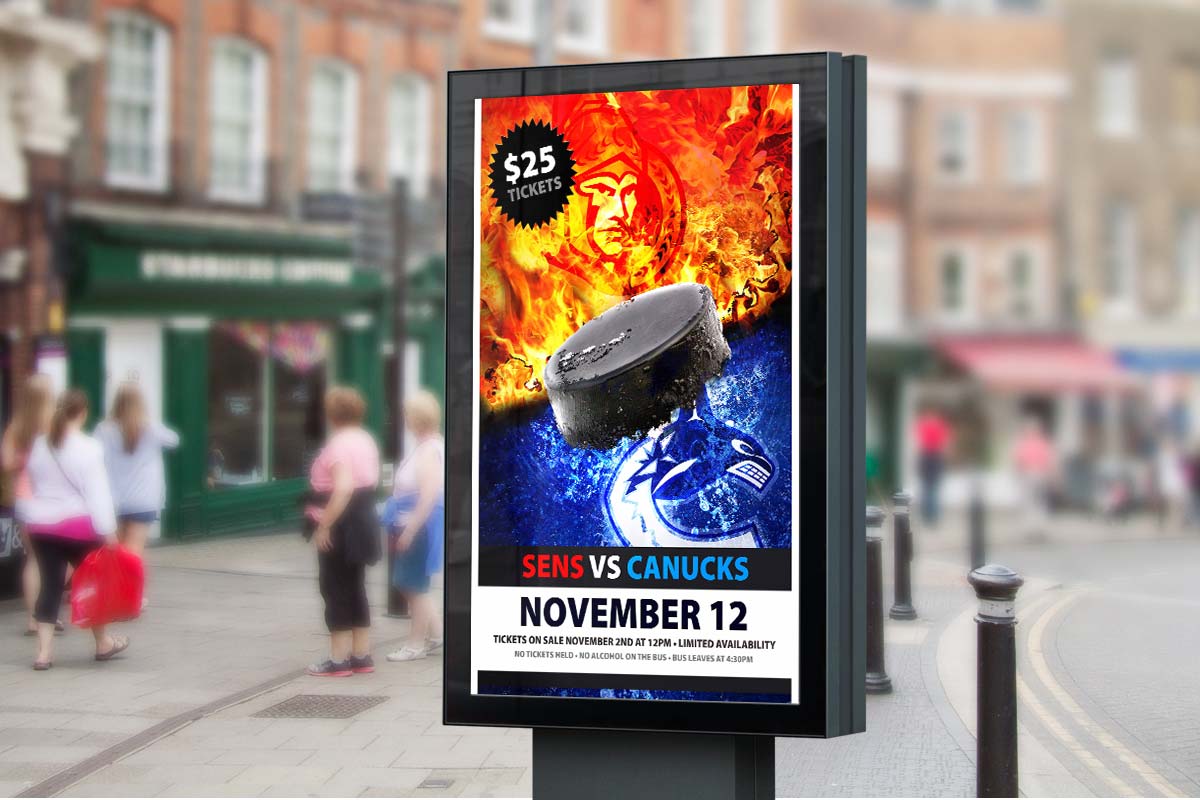 STARBUCKS COFFEE
$25
TICKETS
SENS VS CANUCKS
NOVEMBER 12
TICKETS ON SALE NOVEMBER 2ND AT 12PM • LIMITED AVAILABILITY
NO TICKETS HELD • NO ALCOHOL ON THE BUS • BUS LEAVES AT 4:30PM